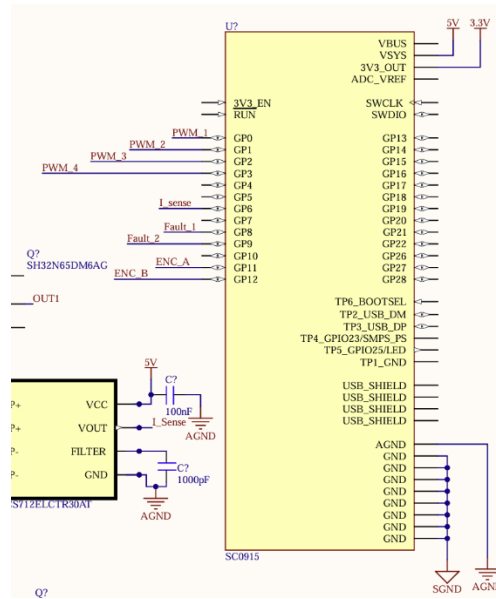 U?
5V
3.3V
VBUS
VSYS
3V3_OUT
ADC_VREF
3V3_EN
RUN
SWCLK
SWDIO
PWM_1
GP0
GP13
PWM_2
GP1
GP14
PWM_3
GP2
GP15
PWM_4
GP3
GP16
GP4
GP17
GP5
GP18
I_sense
GP6
GP19
GP7
GP20
Fault_1
GP8
GP21
Fault_2
GP9
GP22
GP10
GP26
ENC_A
GP11
GP27
ENC_B
GP12
GP28
Q?
SH32N65DM6AG
OUT1
TP6_BOOTSEL
TP2_USB_DM
TP3_USB_DP
TP4_GPIO23/SMPS_PS
TP5_GPIO25/LED
TP1_GND
USB_SHIELD
USB_SHIELD
USB_SHIELD
USB_SHIELD
AGND
GND
GND
GND
GND
GND
GND
GND
GND
SC0915
SGND
AGND
5V
C?
100nF
AGND
P+
VCC
P+
VOUT
I_Sense
P-
FILTER
P-
GND
C?
1000pF
AGND
CS712ELCTR30AT
Q?